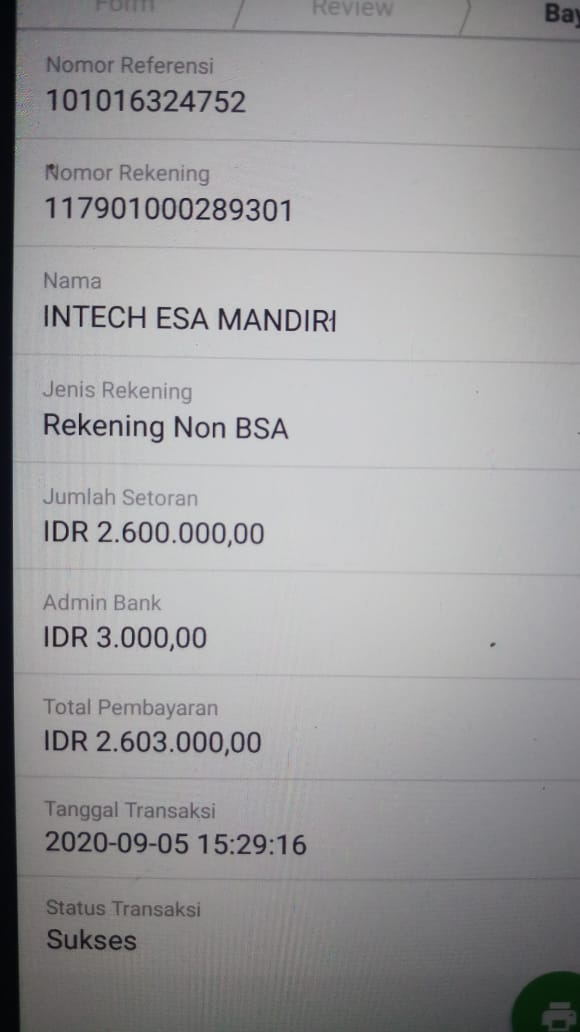 Form Review Bay
Nomor Referensi
101016324752
Nomor Rekening
117901000289301
Nama
INTECH ESA MANDIRI
Jenis Rekening
Rekening Non BSA
Jumlah Setoran
IDR 2.600.000,00
Admin Bank
IDR 3.000,00
Total Pembayaran
IDR 2.603.000,00
Tanggal Transaksi
2020-09-05 15:29:16
Status Transaksi
Sukses